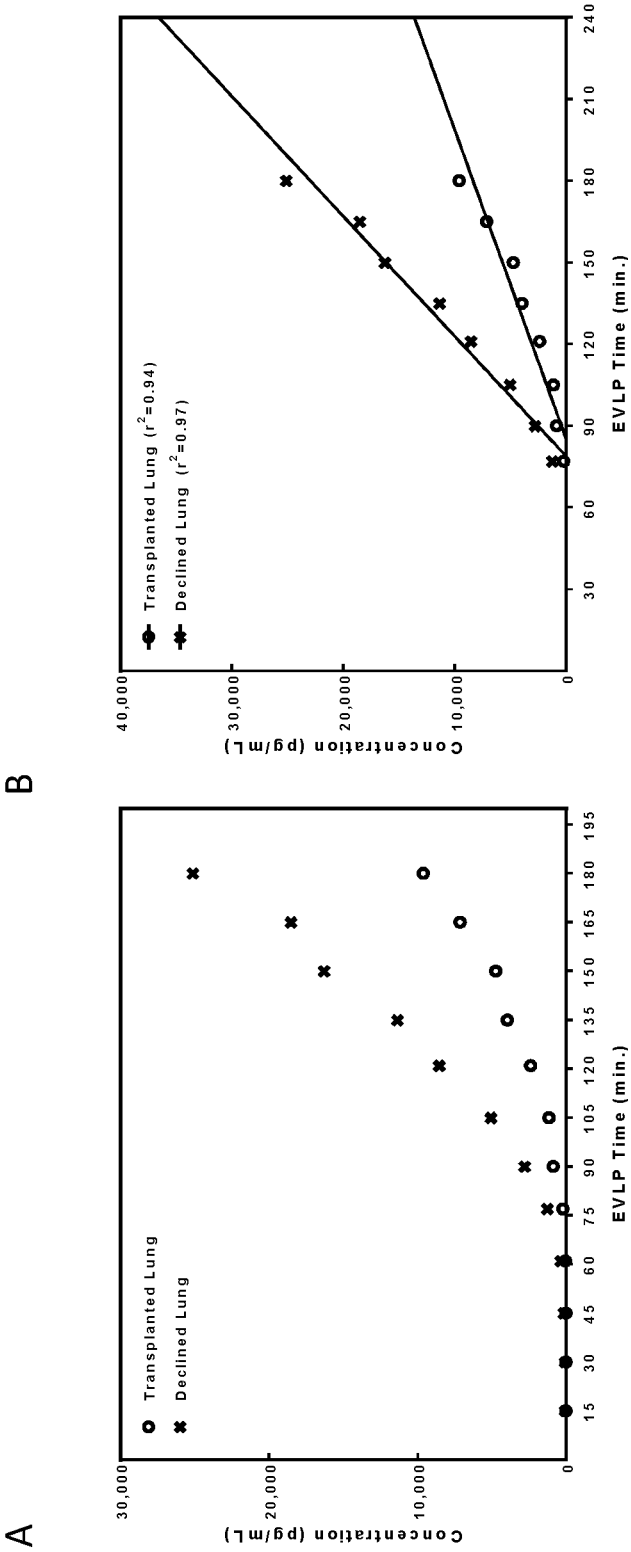 A
30,000
20,000
10,000
0
Concentration (pg/mL)
Transplanted Lung
Declined Lung
15 30 45 60 75 90 105 120 135 150 165 180 195
EVLP Time (min.)
B
40,000
30,000
20,000
10,000
0
Concentration (pg/mL)
Transplanted Lung (r²=0.94)
Declined Lung (r²=0.97)
30 60 90 120 150 180 210 240
EVLP Time (min.)